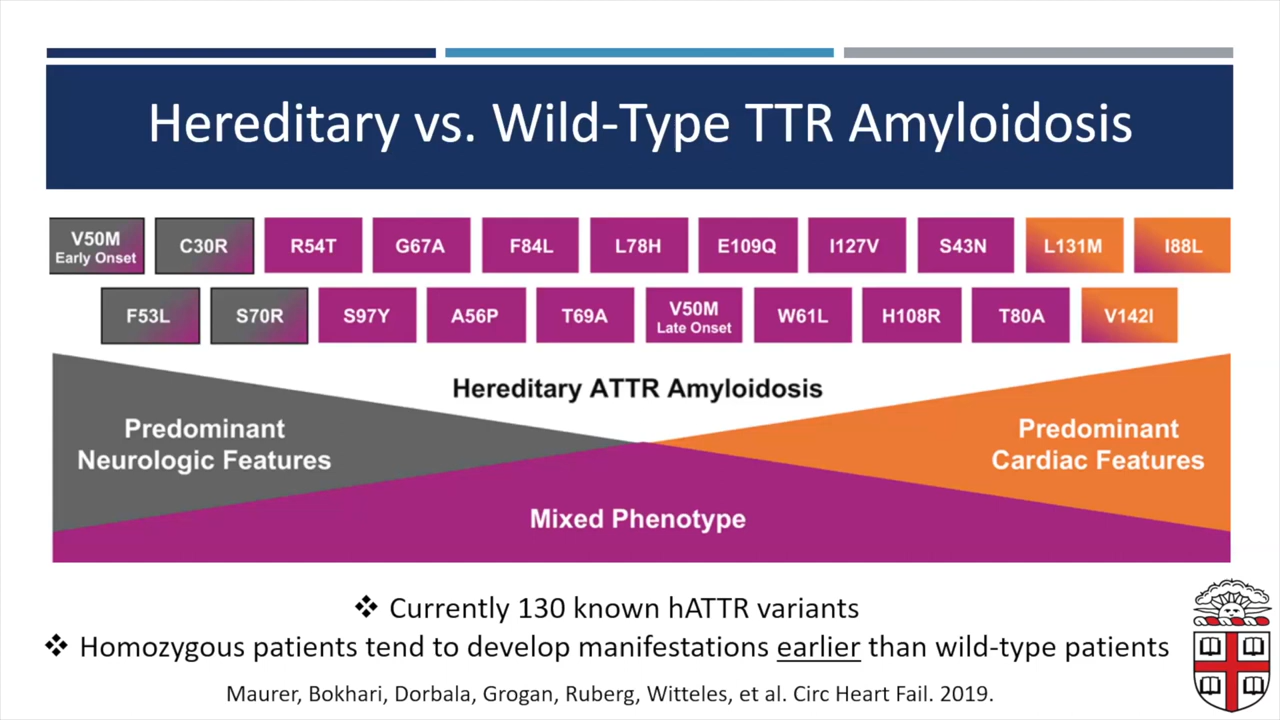 Hereditary vs. Wild-Type TTR Amyloidosis
V50M
Early Onset
C30R
R54T
G67A
F84L
L78H
E109Q
I127V
S43N
L131M
I88L
F53L
S70R
S97Y
A56P
T69A
V50M
Late Onset
W61L
H108R
T80A
V142I
Hereditary ATTR Amyloidosis
Predominant
Neurologic Features
Predominant
Cardiac Features
Mixed Phenotype
❖ Currently 130 known hATTR variants
❖ Homozygous patients tend to develop manifestations earlier than wild-type patients
Maurer, Bokhari, Dorbala, Grogan, Ruberg, Witteles, et al. Circ Heart Fail. 2019.